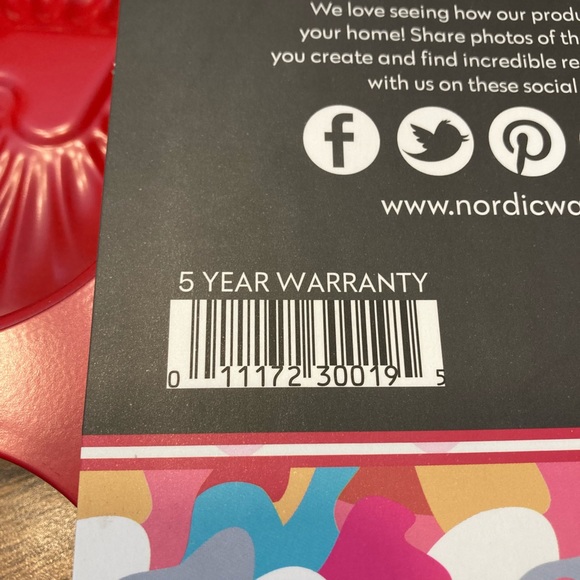 We love seeing how our produ
your home! Share photos of th
you create and find incredible re
with us on these social
www.nordicwa
5 YEAR WARRANTY
0 11172 30019 5